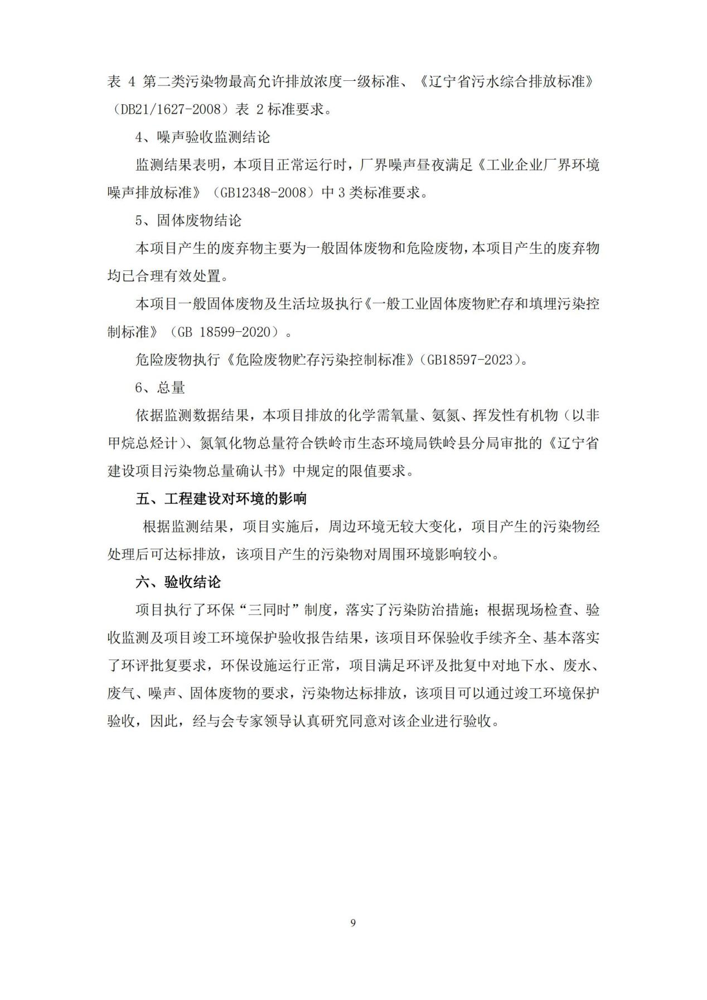 表 4 第二类污染物最高允许排放浓度一级标准、《辽宁省污水综合排放标准》
（DB21/1627-2008）表 2 标准要求。
4、噪声验收监测结论
监测结果表明，本项目正常运行时，厂界噪声昼夜满足《工业企业厂界环境
噪声排放标准》（GB12348-2008）中 3 类标准要求。
5、固体废物结论
本项目产生的废弃物主要为一般固体废物和危险废物，本项目产生的废弃物
均已合理有效处置。
本项目一般固体废物及生活垃圾执行《一般工业固体废物贮存和填埋污染控
制标准》（GB 18599-2020）。
危险废物执行《危险废物贮存污染控制标准》（GB18597-2023）。
6、总量
依据监测数据结果，本项目排放的化学需氧量、氨氮、挥发性有机物（以非
甲烷总烃计）、氮氧化物总量符合铁岭市生态环境局铁岭县分局审批的《辽宁省
建设项目污染物总量确认书》中规定的限值要求。
五、工程建设对环境的影响
根据监测结果，项目实施后，周边环境无较大变化，项目产生的污染物经
处理后可达标排放，该项目产生的污染物对周围环境影响较小。
六、验收结论
项目执行了环保“三同时”制度，落实了污染防治措施；根据现场检查、验
收监测及项目竣工环境保护验收报告结果，该项目环保验收手续齐全、基本落实
了环评批复要求，环保设施运行正常，项目满足环评及批复中对地下水、废水、
废气、噪声、固体废物的要求，污染物达标排放，该项目可以通过竣工环境保护
验收，因此，经与会专家领导认真研究同意对该企业进行验收。
9